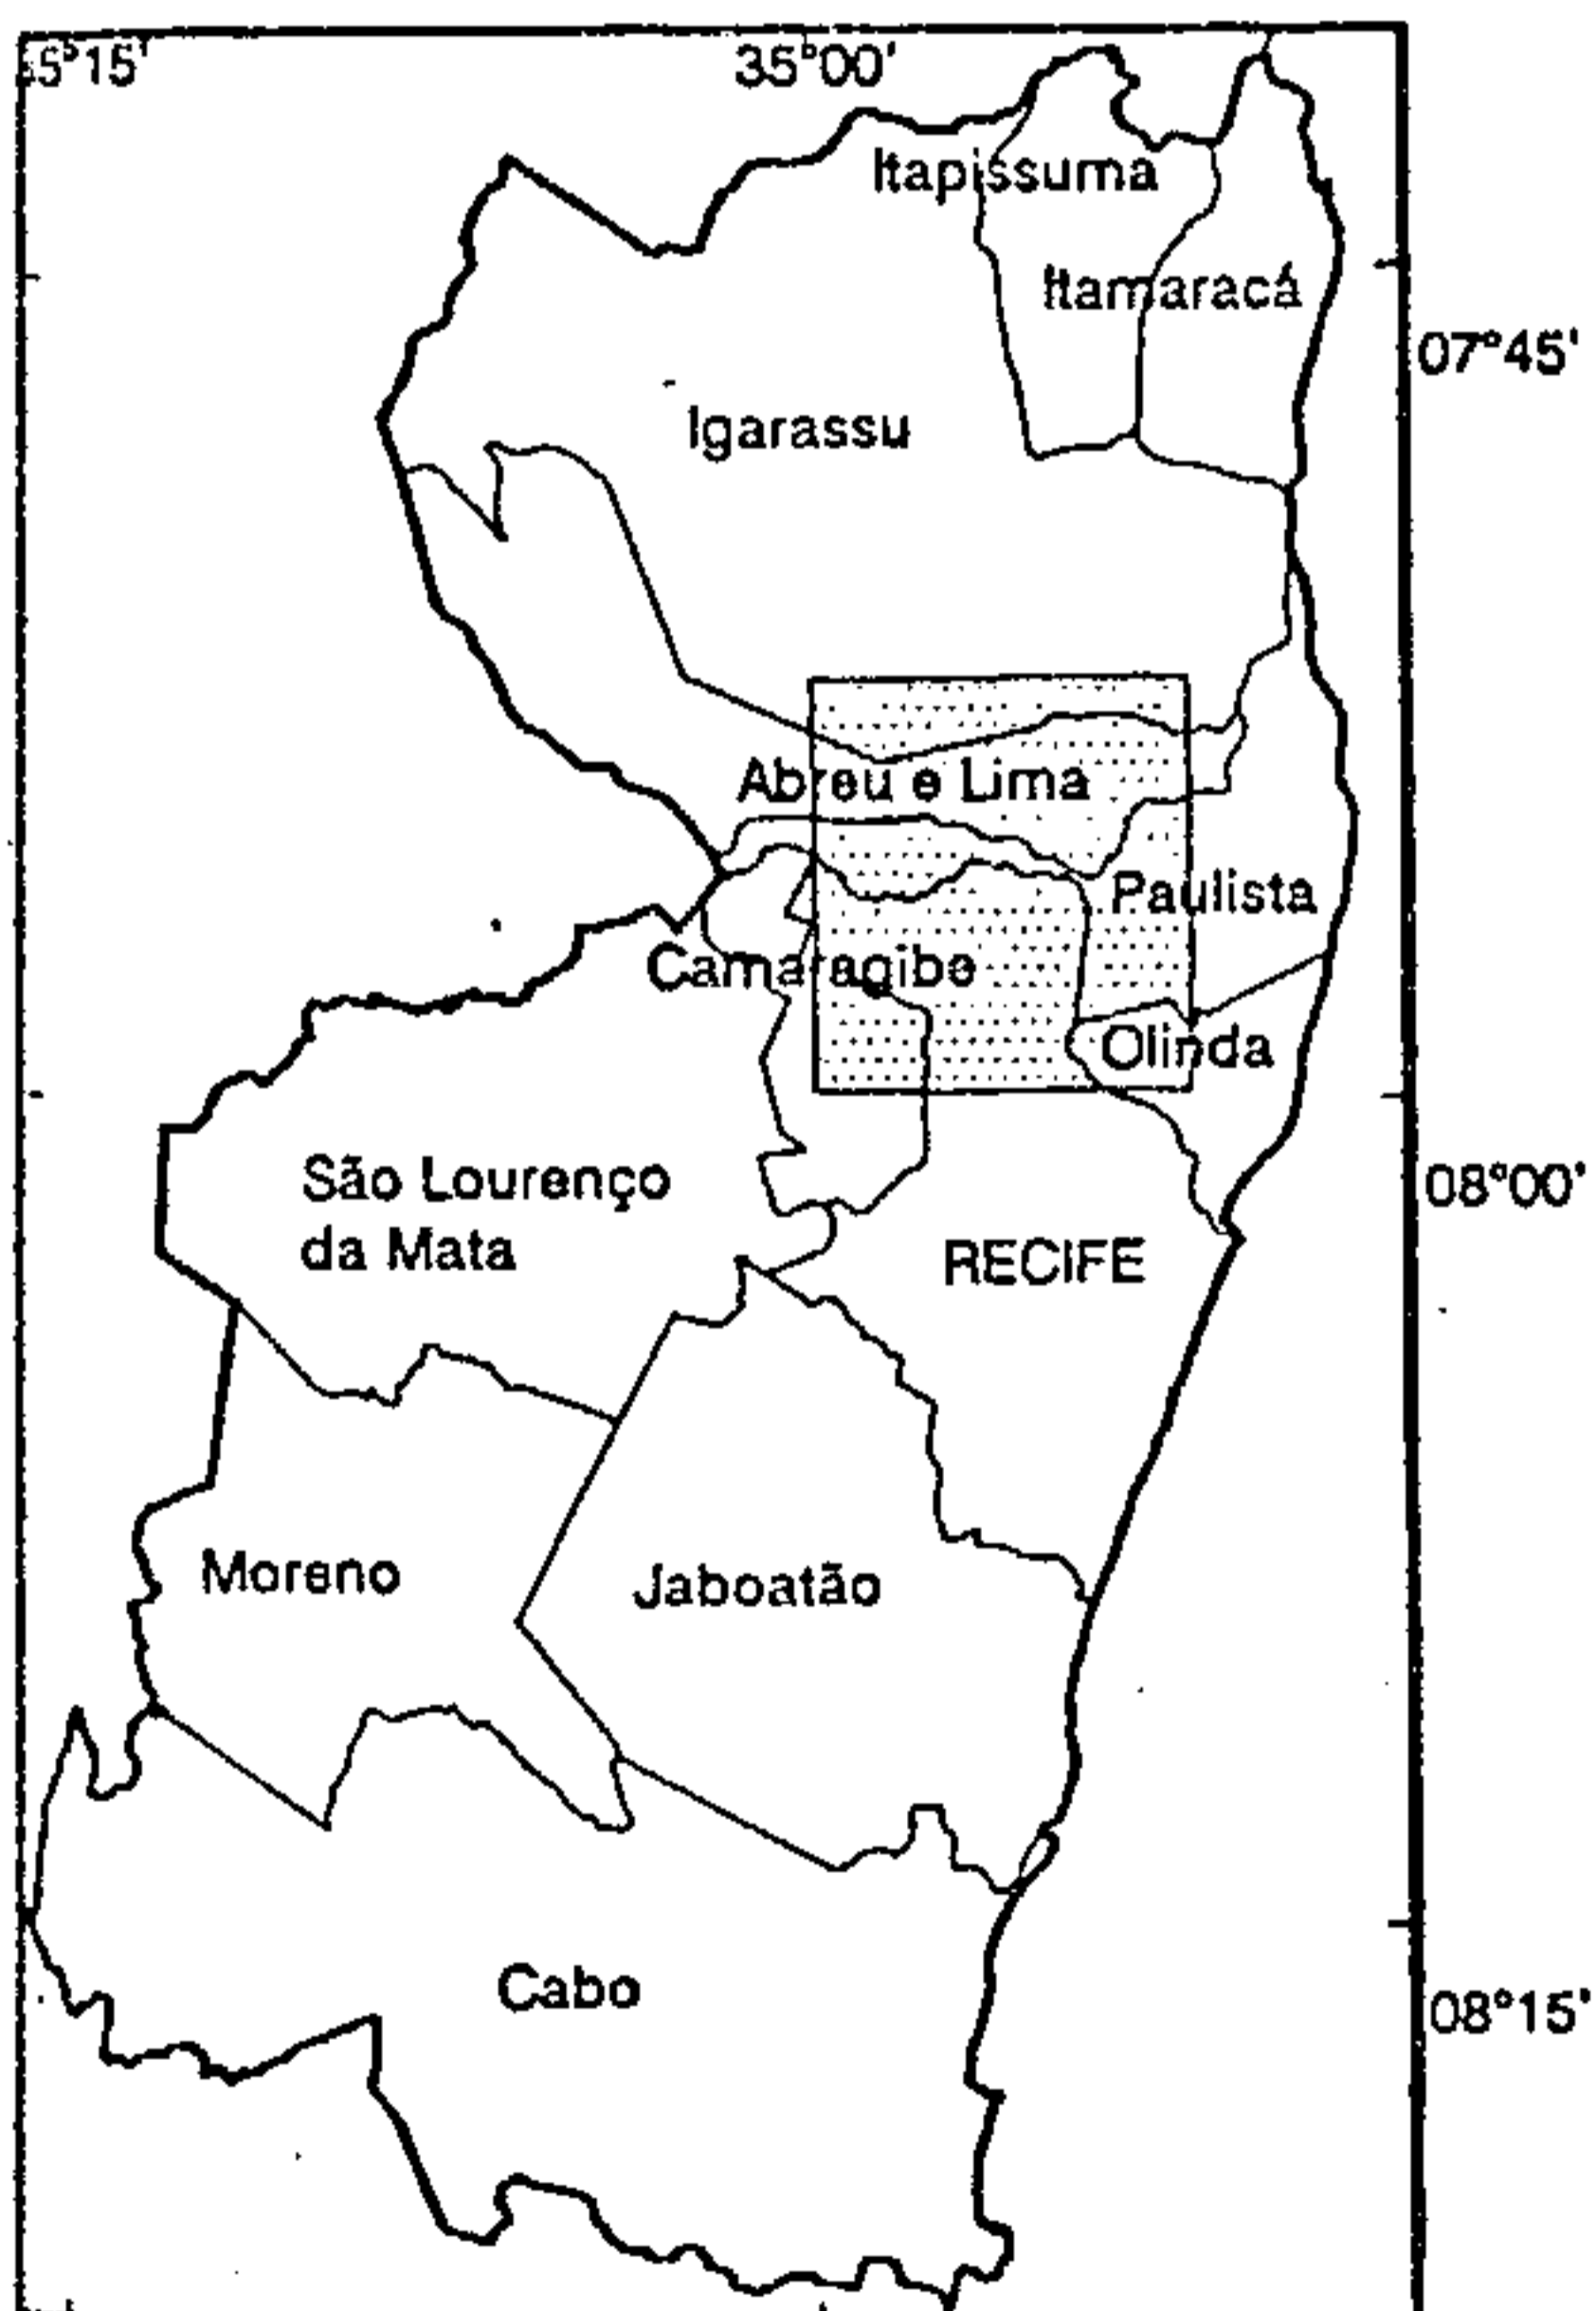 5°15'
35°00'
Itapissuma
Itamaracá
07°45'
Igarassu
Abreu e Lima
Paulista
Camaragibe
Olinda
São Lourenço
da Mata
08°00'
RECIFE
Moreno
Jaboatão
Cabo
08°15'